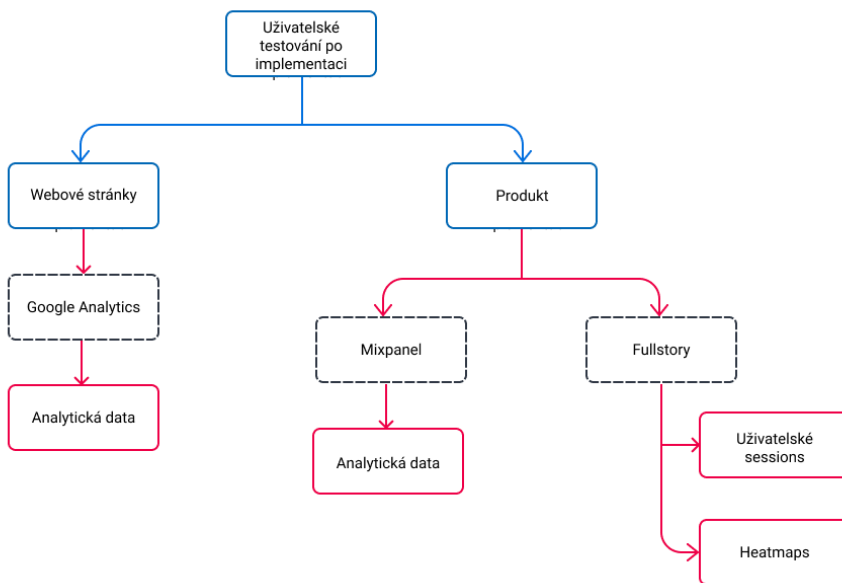 Uživatelské
testování po
implementaci
Webové stránky
Produkt
Google Analytics
Mixpanel
Fullstory
Analytická data
Analytická data
Uživatelské
sessions
Heatmaps